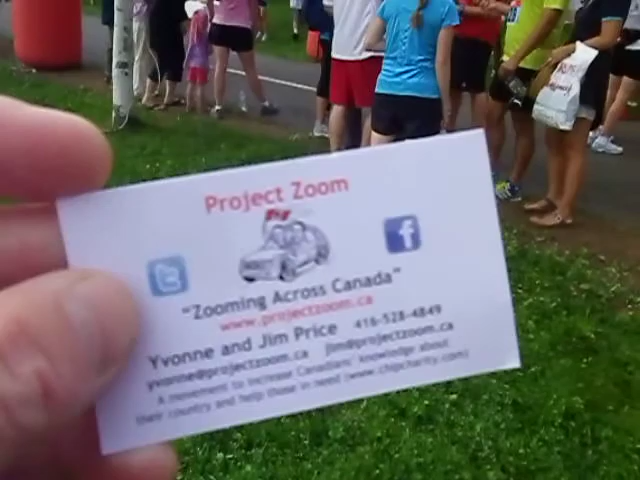 Project Zoom
"Zooming Across Canada"
www.projectzoom.ca
Yvonne and Jim Price 416-528-4849
yvonne@projectzoom.ca jim@projectzoom.ca
A movement to increase Canadians' knowledge about
their country and help those in need (www.chipcharity.com)